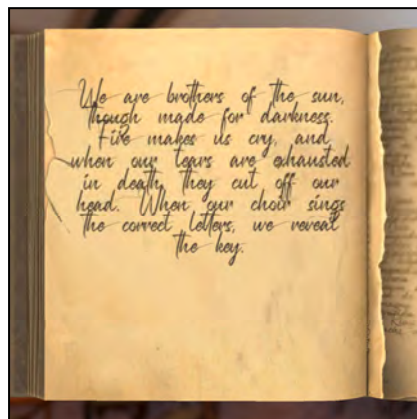 We are brothers of the sun,
though made for darkness.
Fire makes us cry, and
when our tears are exhausted
in death, they cut off our
head. When our choir sings
the correct letters, we reveal
the key.